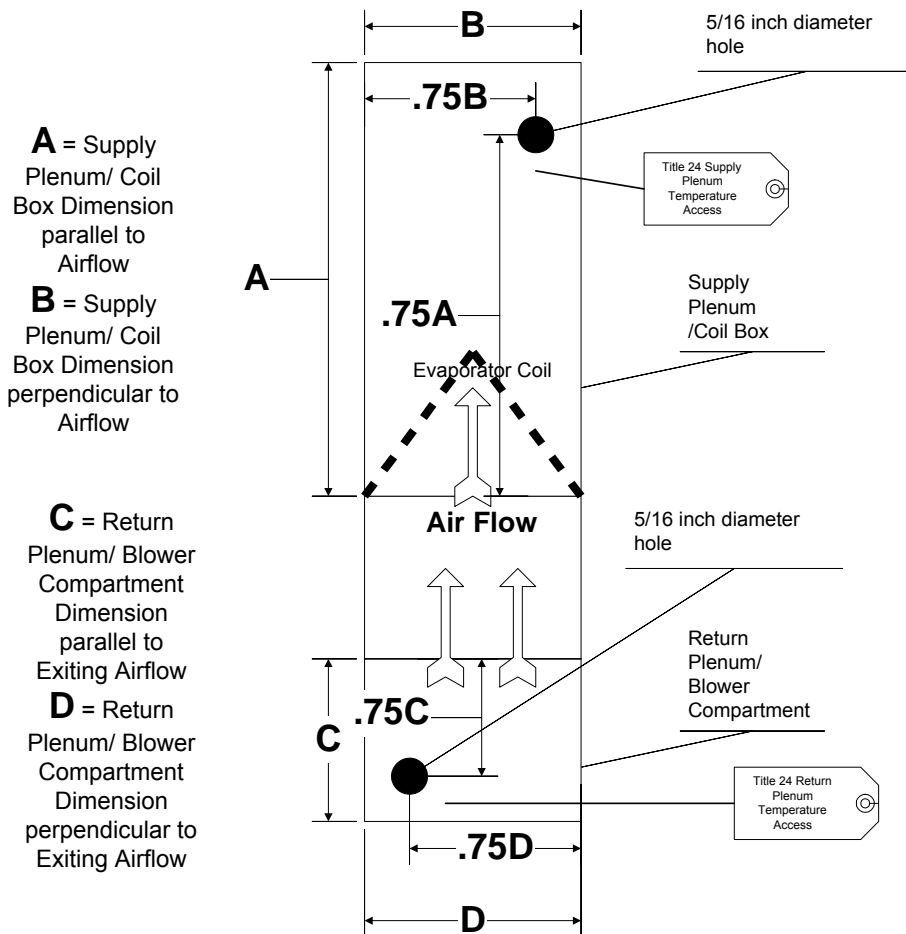 B
5/16 inch diameter
hole
.75B
A = Supply
Plenum/ Coil
Box Dimension
parallel to
Airflow
Title 24 Supply
Plenum
Temperature
Access
A
B = Supply
Plenum/ Coil
Box Dimension
perpendicular to
Airflow
.75A
Supply
Plenum
/Coil Box
Evaporator Coil
Air Flow
C = Return
Plenum/ Blower
Compartment
Dimension
parallel to
Exiting Airflow
5/16 inch diameter
hole
D = Return
Plenum/ Blower
Compartment
Dimension
perpendicular to
Exiting Airflow
C
.75C
Return
Plenum/
Blower
Compartment
Title 24 Return
Plenum
Temperature
Access
.75D
D